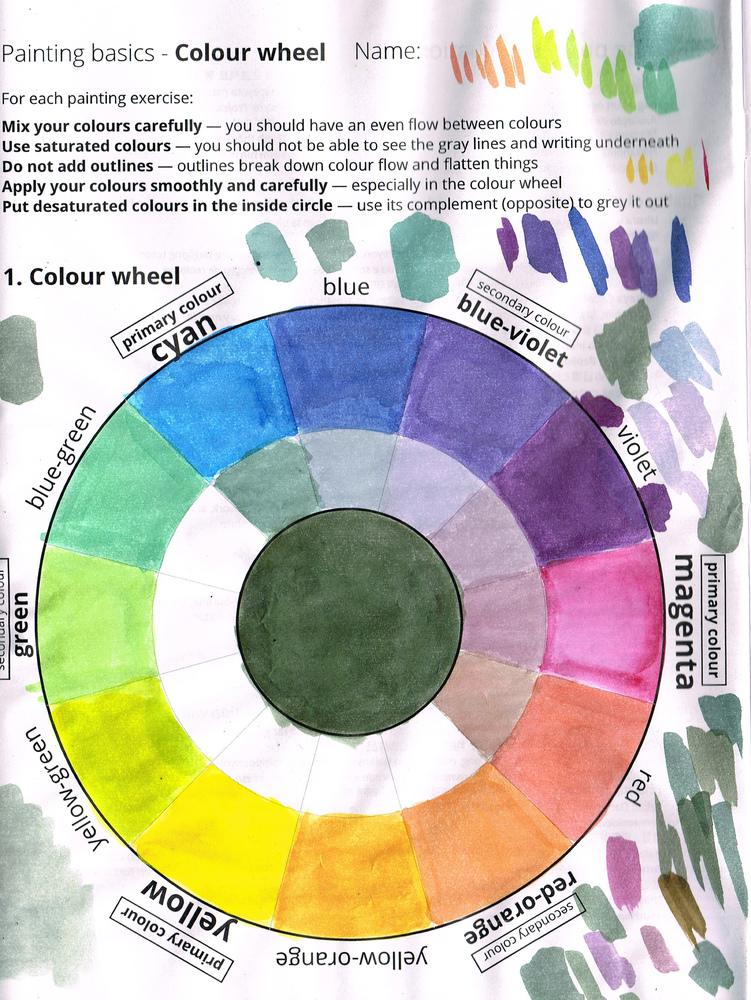 Painting basics - Colour wheel Name:
For each painting exercise:
Mix your colours carefully — you should have an even flow between colours
Use saturated colours — you should not be able to see the gray lines and writing underneath
Do not add outlines — outlines break down colour flow and flatten things
Apply your colours smoothly and carefully — especially in the colour wheel
Put desaturated colours in the inside circle — use its complement (opposite) to grey it out
1. Colour wheel
blue
secondary colour
blue-violet
violet
primary colour
magenta
red
red-orange
secondary colour
yellow-orange
yellow
primary colour
yellow-green
secondary colour
green
blue-green
primary colour
cyan